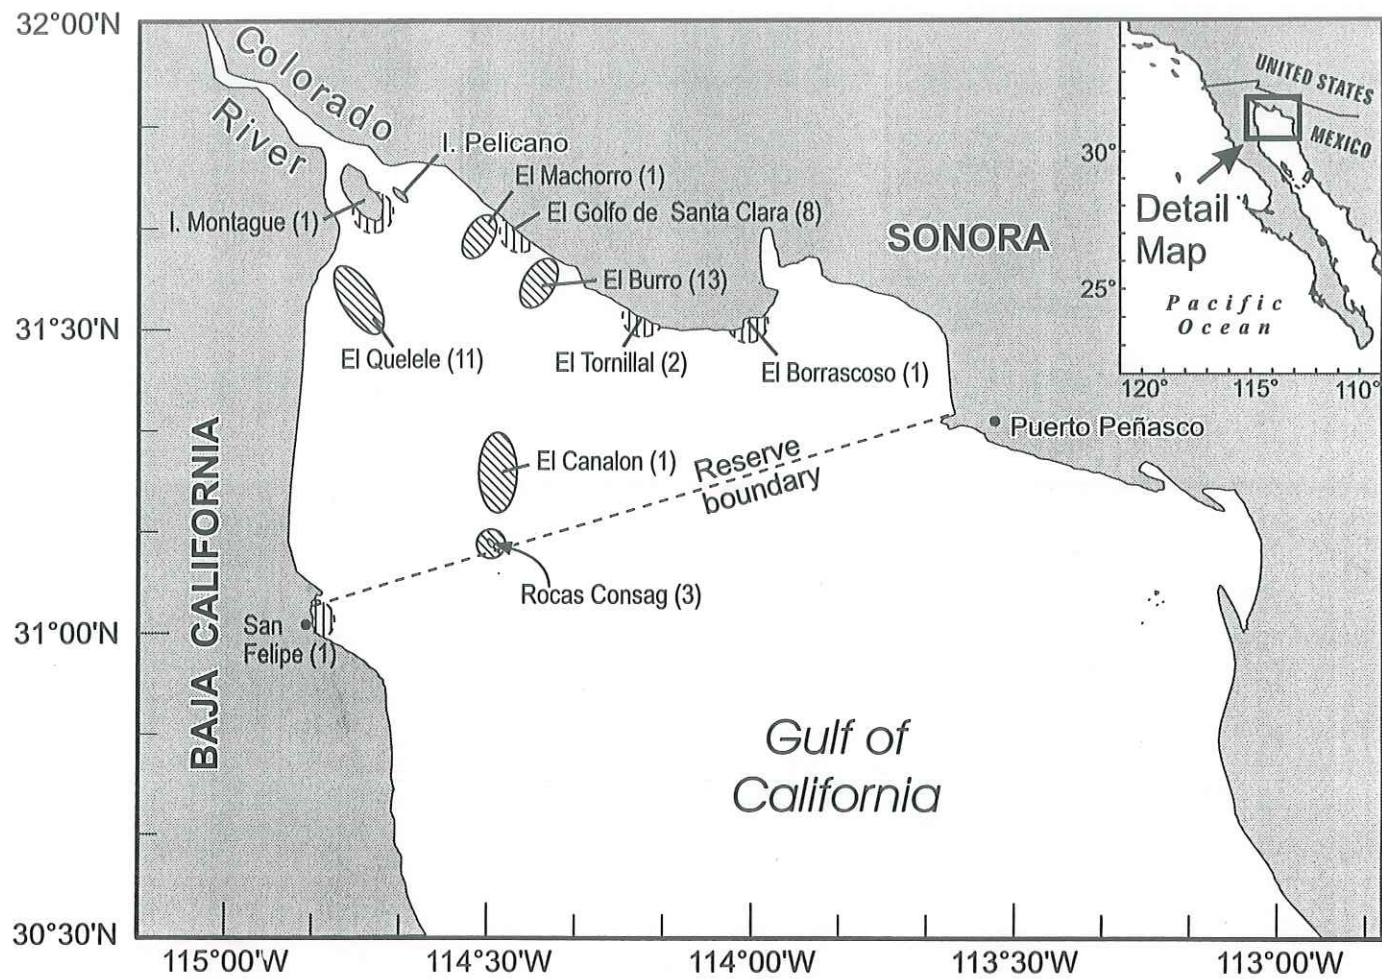 32°00'N
31°30'N
31°00'N
30°30'N
115°00'W
114°30'W
114°00'W
113°30'W
113°00'W
Colorado
River
I. Pelicano
El Machorro (1)
El Golfo de Santa Clara (8)
I. Montague (1)
El Burro (13)
El Quelele (11)
El Tornillal (2)
El Borrascoso (1)
SONORA
El Canalon (1)
Reserve
boundary
Puerto Peñasco
Rocas Consag (3)
San
Felipe (1)
BAJA CALIFORNIA
Gulf of
California
UNITED STATES
MEXICO
30°
25°
Detail
Map
Pacific
Ocean
120°
115°
110°